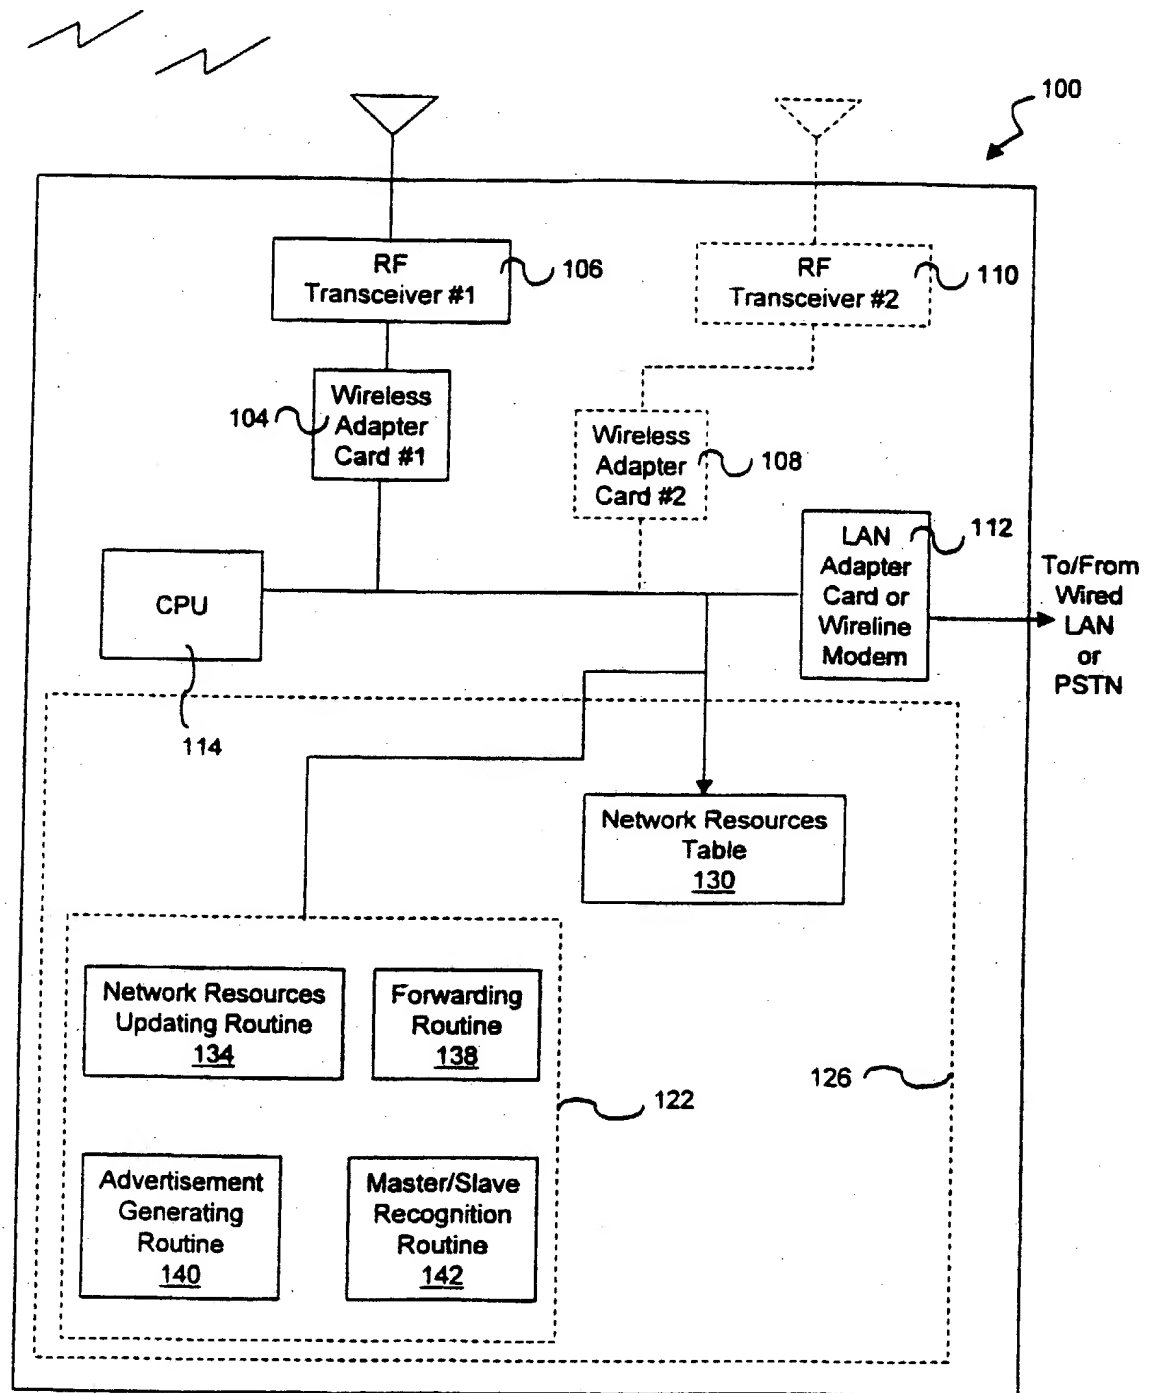 100
RF
Transceiver #1
106
RF
Transceiver #2
110
Wireless
Adapter
Card #1
104
Wireless
Adapter
Card #2
108
LAN
Adapter
Card or
Wireline
Modem
112
To/From
Wired
LAN
or
PSTN
CPU
114
Network Resources
Table
130
Network Resources
Updating Routine
134
Forwarding
Routine
138
126
122
Advertisement
Generating
Routine
140
Master/Slave
Recognition
Routine
142